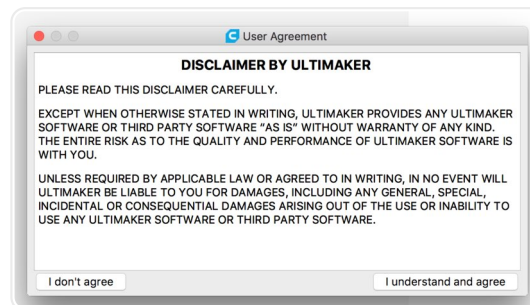 User Agreement
DISCLAIMER BY ULTIMAKER
PLEASE READ THIS DISCLAIMER CAREFULLY.
EXCEPT WHEN OTHERWISE STATED IN WRITING, ULTIMAKER PROVIDES ANY ULTIMAKER
SOFTWARE OR THIRD PARTY SOFTWARE “AS IS” WITHOUT WARRANTY OF ANY KIND.
THE ENTIRE RISK AS TO THE QUALITY AND PERFORMANCE OF ULTIMAKER SOFTWARE IS
WITH YOU.
UNLESS REQUIRED BY APPLICABLE LAW OR AGREED TO IN WRITING, IN NO EVENT WILL
ULTIMAKER BE LIABLE TO YOU FOR DAMAGES, INCLUDING ANY GENERAL, SPECIAL,
INCIDENTAL OR CONSEQUENTIAL DAMAGES ARISING OUT OF THE USE OR INABILITY TO
USE ANY ULTIMAKER SOFTWARE OR THIRD PARTY SOFTWARE.
I don't agree
I understand and agree